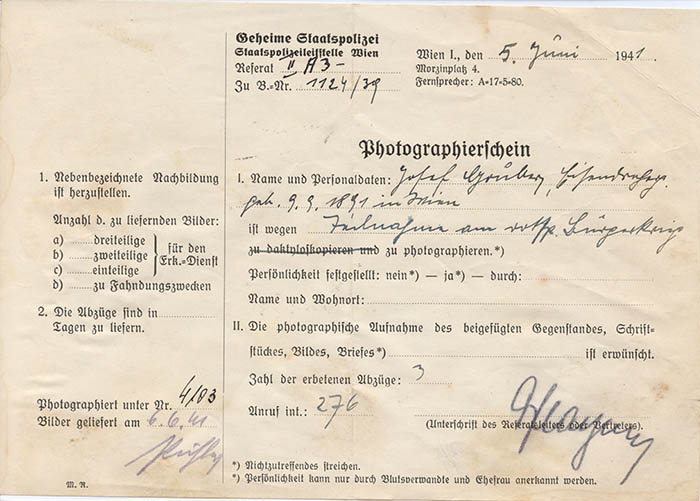 Geheime Staatspolizei
Staatspolizeileitstelle Wien
Referat II A 3 -
Zu B.-Nr. 1124/39
Wien I., den 5. Juni 1941.
Morzinplatz 4.
Fernsprecher: A-17-5-80.
Photographierschein
1. Nebenbezeichnete Nachbildung
ist herzustellen.
Anzahl d. zu liefernden Bilder:
a) ...... dreiteilige
b) ...... zweiteilige
c) ...... einteilige
für den
Erk.-Dienst
d) ...... zu Fahndungszwecken
2. Die Abzüge sind in
Tagen zu liefern.
Photographiert unter Nr. 4103
Bilder geliefert am 6.6.41
M. R.
I. Name und Personaldaten: Josef Gruber,
geb. 9.9.1891 in Wien
ist wegen Teilnahme am rotsp. Bürgerkrieg
zu daktyloskopieren und zu photographieren.*)
Persönlichkeit festgestellt: nein*) — ja*) — durch:
Name und Wohnort:
II. Die photographische Aufnahme des beigefügten Gegenstandes, Schrift-
stückes, Bildes, Briefes*) ist erwünscht.
Zahl der erbetenen Abzüge: 3
Anruf int.: 276
(Unterschrift des Referatsleiters oder Vertreters).
*) Nichtzutreffendes streichen.
*) Persönlichkeit kann nur durch Blutsverwandte und Ehefrau anerkannt werden.